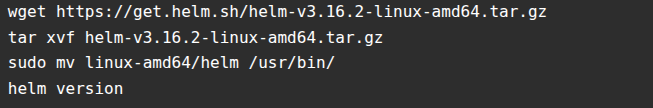 wget https://get.helm.sh/helm-v3.16.2-linux-amd64.tar.gz
tar xvf helm-v3.16.2-linux-amd64.tar.gz
sudo mv linux-amd64/helm /usr/bin/
helm version